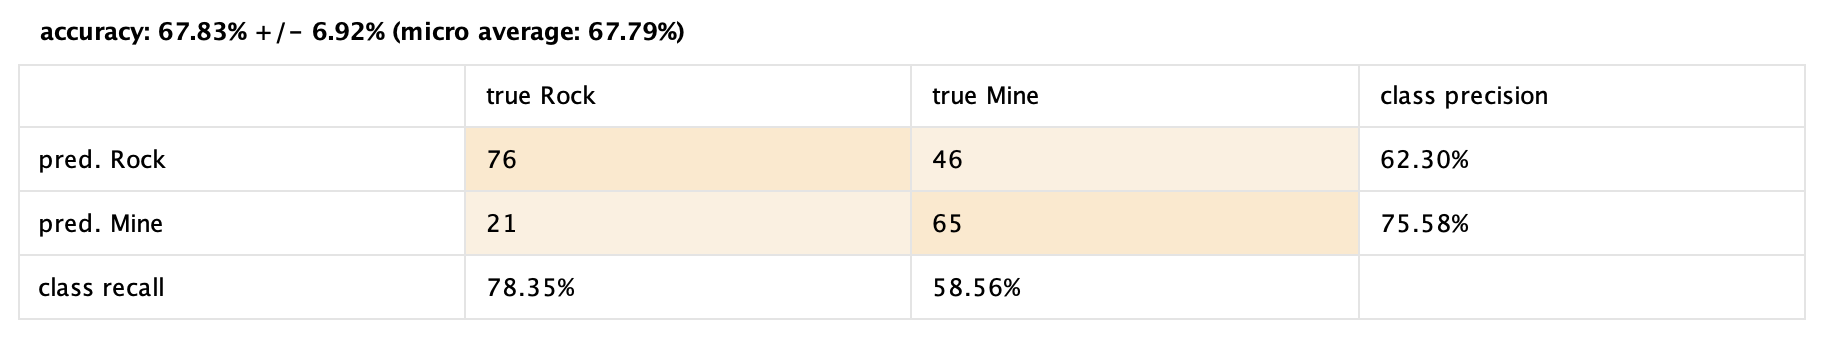 accuracy: 67.83% +/- 6.92% (micro average: 67.79%)
true Rock true Mine class precision
pred. Rock 76 46 62.30%
pred. Mine 21 65 75.58%
class recall 78.35% 58.56%